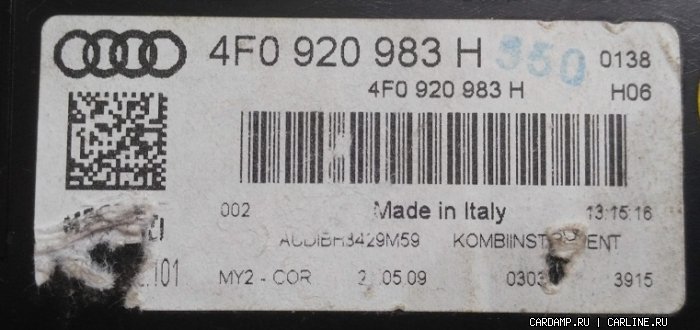 4F0 920 983 H 350 0138
4F0 920 983 H H06
002 Made in Italy 13:15:16
KOMBIINSTRUMENT
MY2 - COR 05.09 3915
CARDAMP.RU | CARLINE.RU